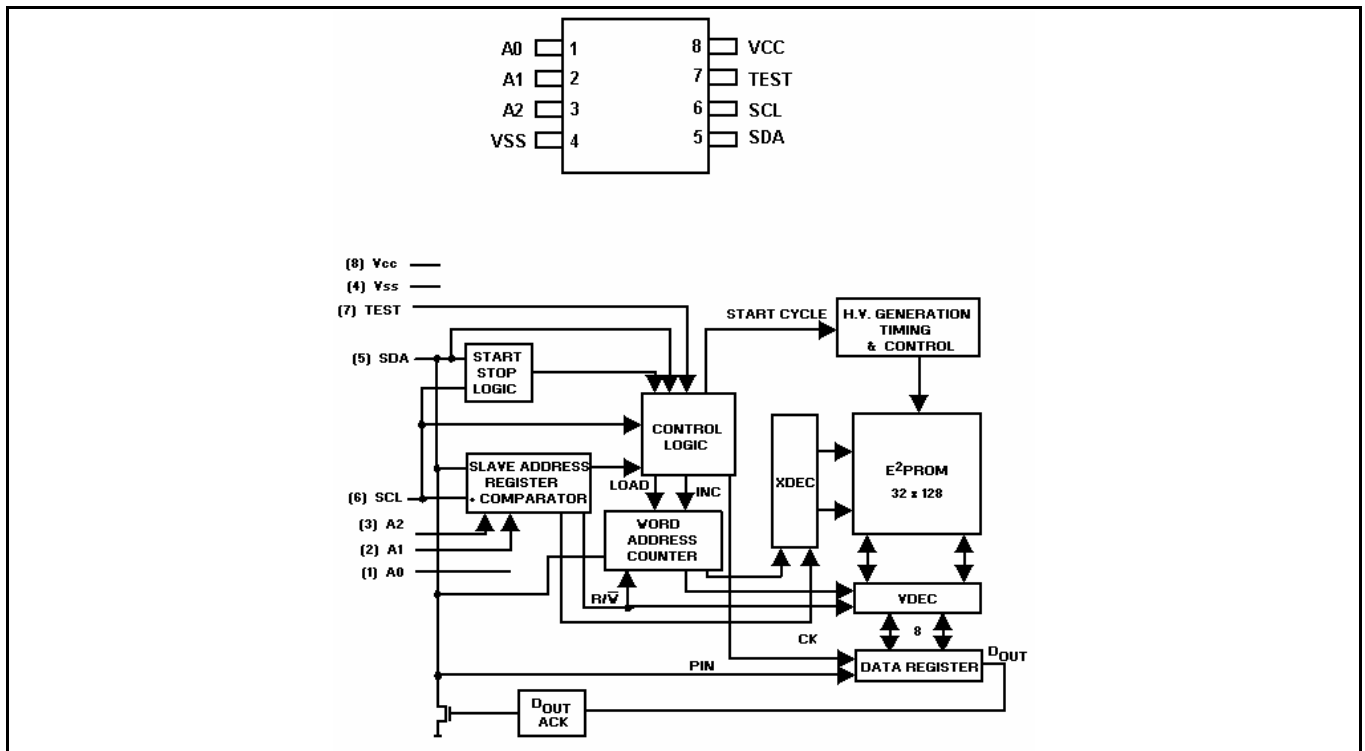 A0 1 8 VCC
A1 2 7 TEST
A2 3 6 SCL
VSS 4 5 SDA
(8) Vcc
(4) Vss
(7) TEST
START CYCLE
H.V. GENERATION
TIMING
& CONTROL
(5) SDA
START
STOP
LOGIC
CONTROL
LOGIC
SLAVE ADDRESS
REGISTER
+ COMPARATOR
LOAD
INC
XDEC
E²PROM
32 x 128
(6) SCL
(3) A2
(2) A1
(1) A0
WORD
ADDRESS
COUNTER
R/W̅
YDEC
8
CK
PIN
DATA REGISTER
DOUT
DOUT
ACK